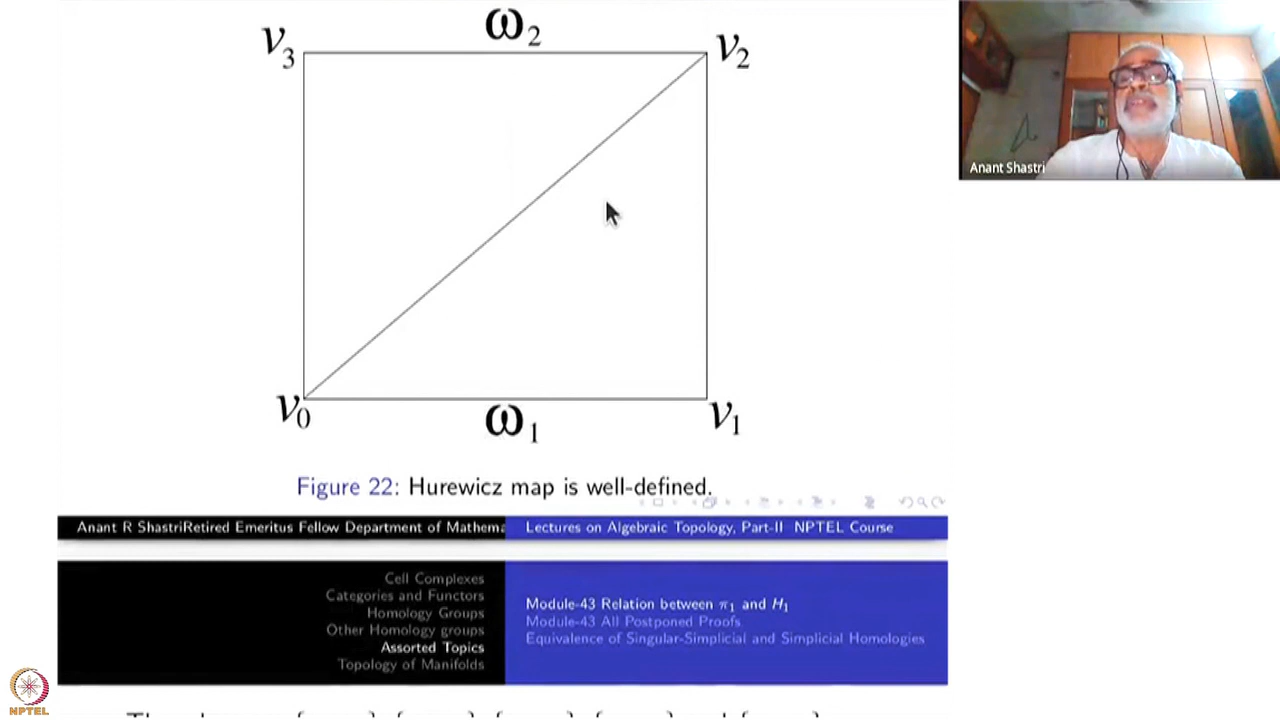 ω2
v3
v2
v0
ω1
v1
Figure 22: Hurewicz map is well-defined.
Anant R ShastriRetired Emeritus Fellow Department of Mathema
Lectures on Algebraic Topology, Part-II NPTEL Course
Cell Complexes
Categories and Functors
Homology Groups
Other Homology groups
Assorted Topics
Topology of Manifolds
Module-43 Relation between π1 and H1
Module-43 All Postponed Proofs
Equivalence of Singular-Simplicial and Simplicial Homologies
Anant Shastri
NPTEL